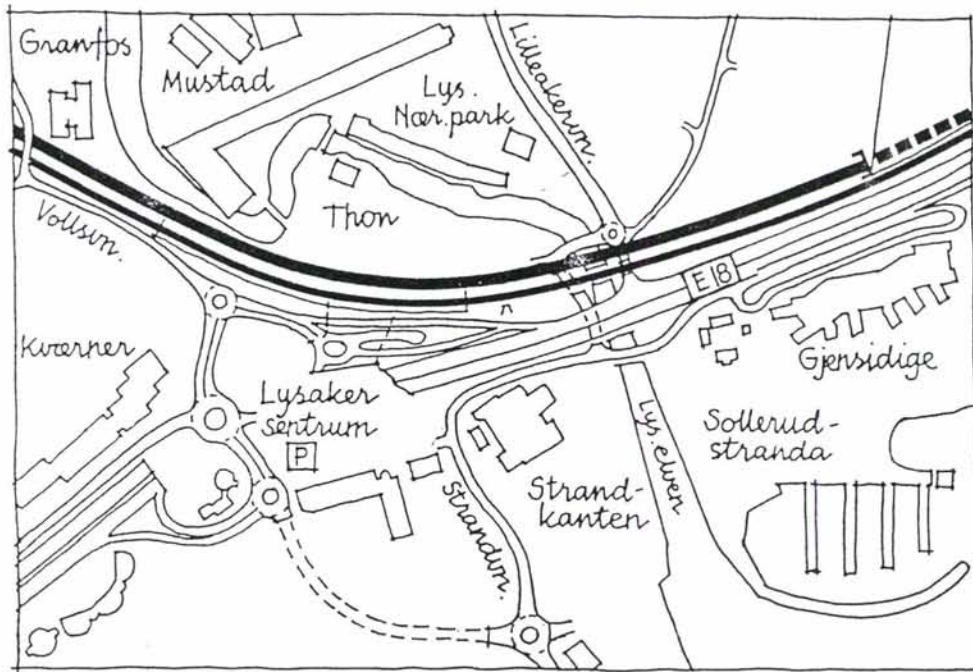 Granfos
Mustad
Lys.
Nær.park
Lilleakervn.
Thon
Vollsvn.
E18
Kværner
Gjensidige
Lysaker
sentrum
P
Lys.elven
Sollerud-
stranda
Strandvn.
Strand-
kanten